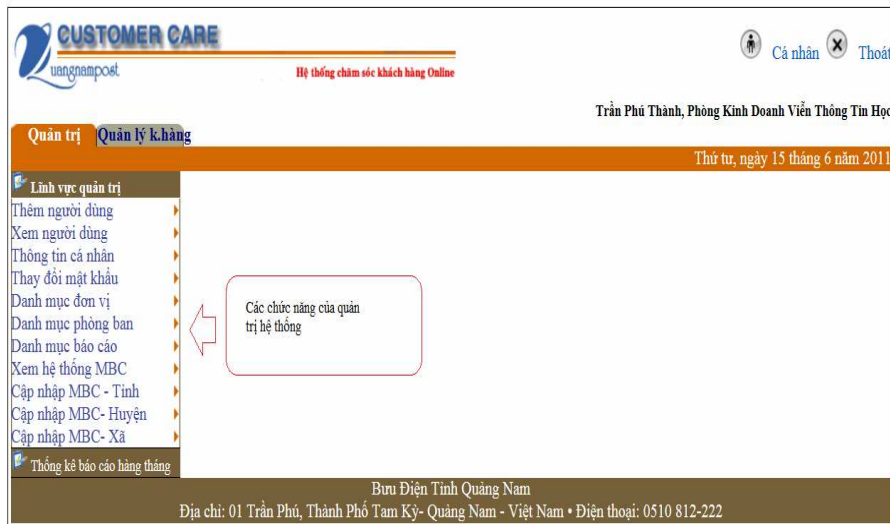 CUSTOMER CARE
uangnampost
Hệ thống chăm sóc khách hàng Online
Cá nhân Thoát
Trần Phú Thành, Phòng Kinh Doanh Viễn Thông Tin Học
Quản trị Quản lý k.hàng
Thứ tư, ngày 15 tháng 6 năm 2011
Lĩnh vực quản trị
Thêm người dùng
Xem người dùng
Thông tin cá nhân
Thay đổi mật khẩu
Danh mục đơn vị
Danh mục phòng ban
Danh mục báo cáo
Xem hệ thống MBC
Cập nhập MBC - Tỉnh
Cập nhập MBC- Huyện
Cập nhập MBC- Xã
Thống kê báo cáo hàng tháng
Các chức năng của quản
trị hệ thống
Bưu Điện Tỉnh Quảng Nam
Địa chỉ: 01 Trần Phú, Thành Phố Tam Kỳ- Quảng Nam - Việt Nam • Điện thoại: 0510 812-222